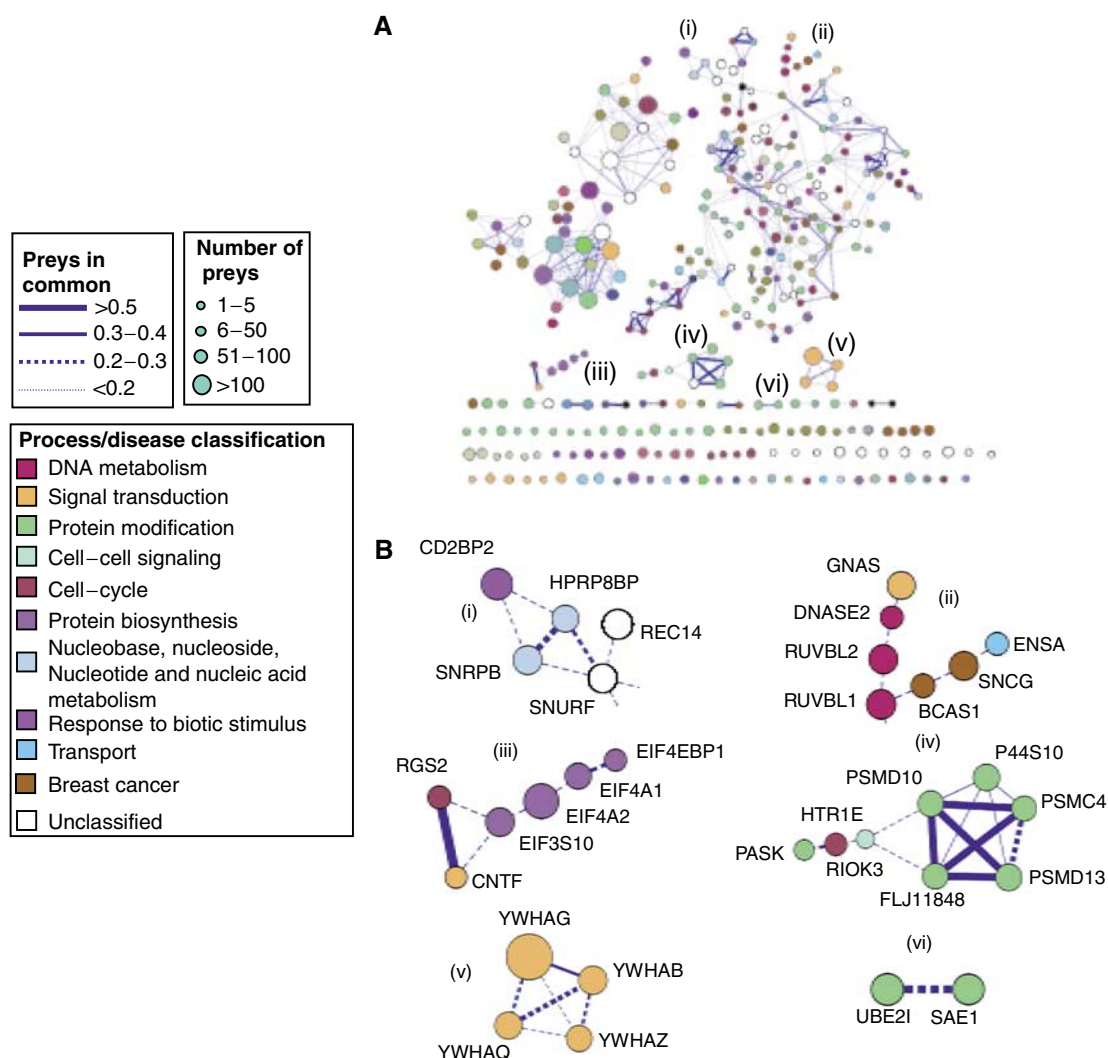 A
(i)
(ii)
(iii)
(iv)
(v)
(vi)
Preys in
common
>0.5
0.3–0.4
0.2–0.3
<0.2
Number of
preys
1–5
6–50
51–100
>100
Process/disease classification
DNA metabolism
Signal transduction
Protein modification
Cell–cell signaling
Cell–cycle
Protein biosynthesis
Nucleobase, nucleoside,
Nucleotide and nucleic acid
metabolism
Response to biotic stimulus
Transport
Breast cancer
Unclassified
B
CD2BP2
HPRP8BP
(i)
REC14
SNRPB
SNURF
GNAS
(ii)
DNASE2
RUVBL2
ENSA
SNCG
RUVBL1
BCAS1
(iii)
EIF4EBP1
RGS2
EIF4A1
EIF4A2
EIF3S10
CNTF
(iv)
P44S10
PSMD10
PSMC4
HTR1E
PASK
RIOK3
PSMD13
FLJ11848
YWHAG
(v)
YWHAB
YWHAQ
YWHAZ
(vi)
UBE2I
SAE1